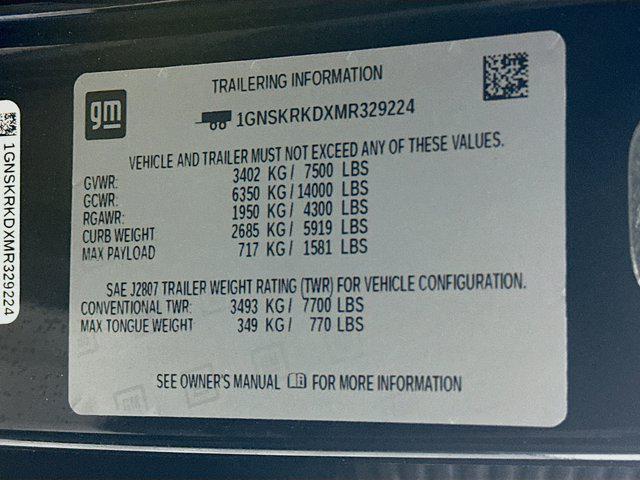 gm
TRAILERING INFORMATION
1GNSKRKDXMR329224
VEHICLE AND TRAILER MUST NOT EXCEED ANY OF THESE VALUES.
GVWR: 3402 KG / 7500 LBS
GCWR: 6350 KG / 14000 LBS
RGAWR: 1950 KG / 4300 LBS
CURB WEIGHT 2685 KG / 5919 LBS
MAX PAYLOAD 717 KG / 1581 LBS
SAE J2807 TRAILER WEIGHT RATING (TWR) FOR VEHICLE CONFIGURATION.
CONVENTIONAL TWR: 3493 KG / 7700 LBS
MAX TONGUE WEIGHT 349 KG / 770 LBS
SEE OWNER'S MANUAL FOR MORE INFORMATION
1GNSKRKDXMR329224